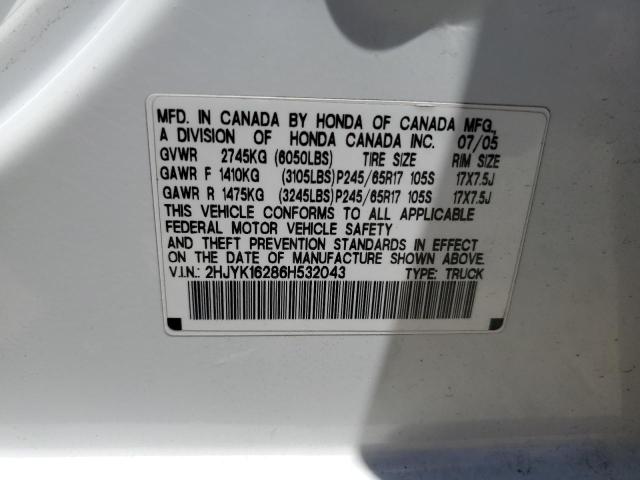 MFD. IN CANADA BY HONDA OF CANADA MFG.,
A DIVISION OF HONDA CANADA INC. 07/05
GVWR 2745KG (6050LBS) TIRE SIZE RIM SIZE
GAWR F 1410KG (3105LBS) P245/65R17 105S 17X7.5J
GAWR R 1475KG (3245LBS) P245/65R17 105S 17X7.5J
THIS VEHICLE CONFORMS TO ALL APPLICABLE
FEDERAL MOTOR VEHICLE SAFETY
AND THEFT PREVENTION STANDARDS IN EFFECT
ON THE DATE OF MANUFACTURE SHOWN ABOVE.
V.I.N.: 2HJYK16286H532043 TYPE: TRUCK